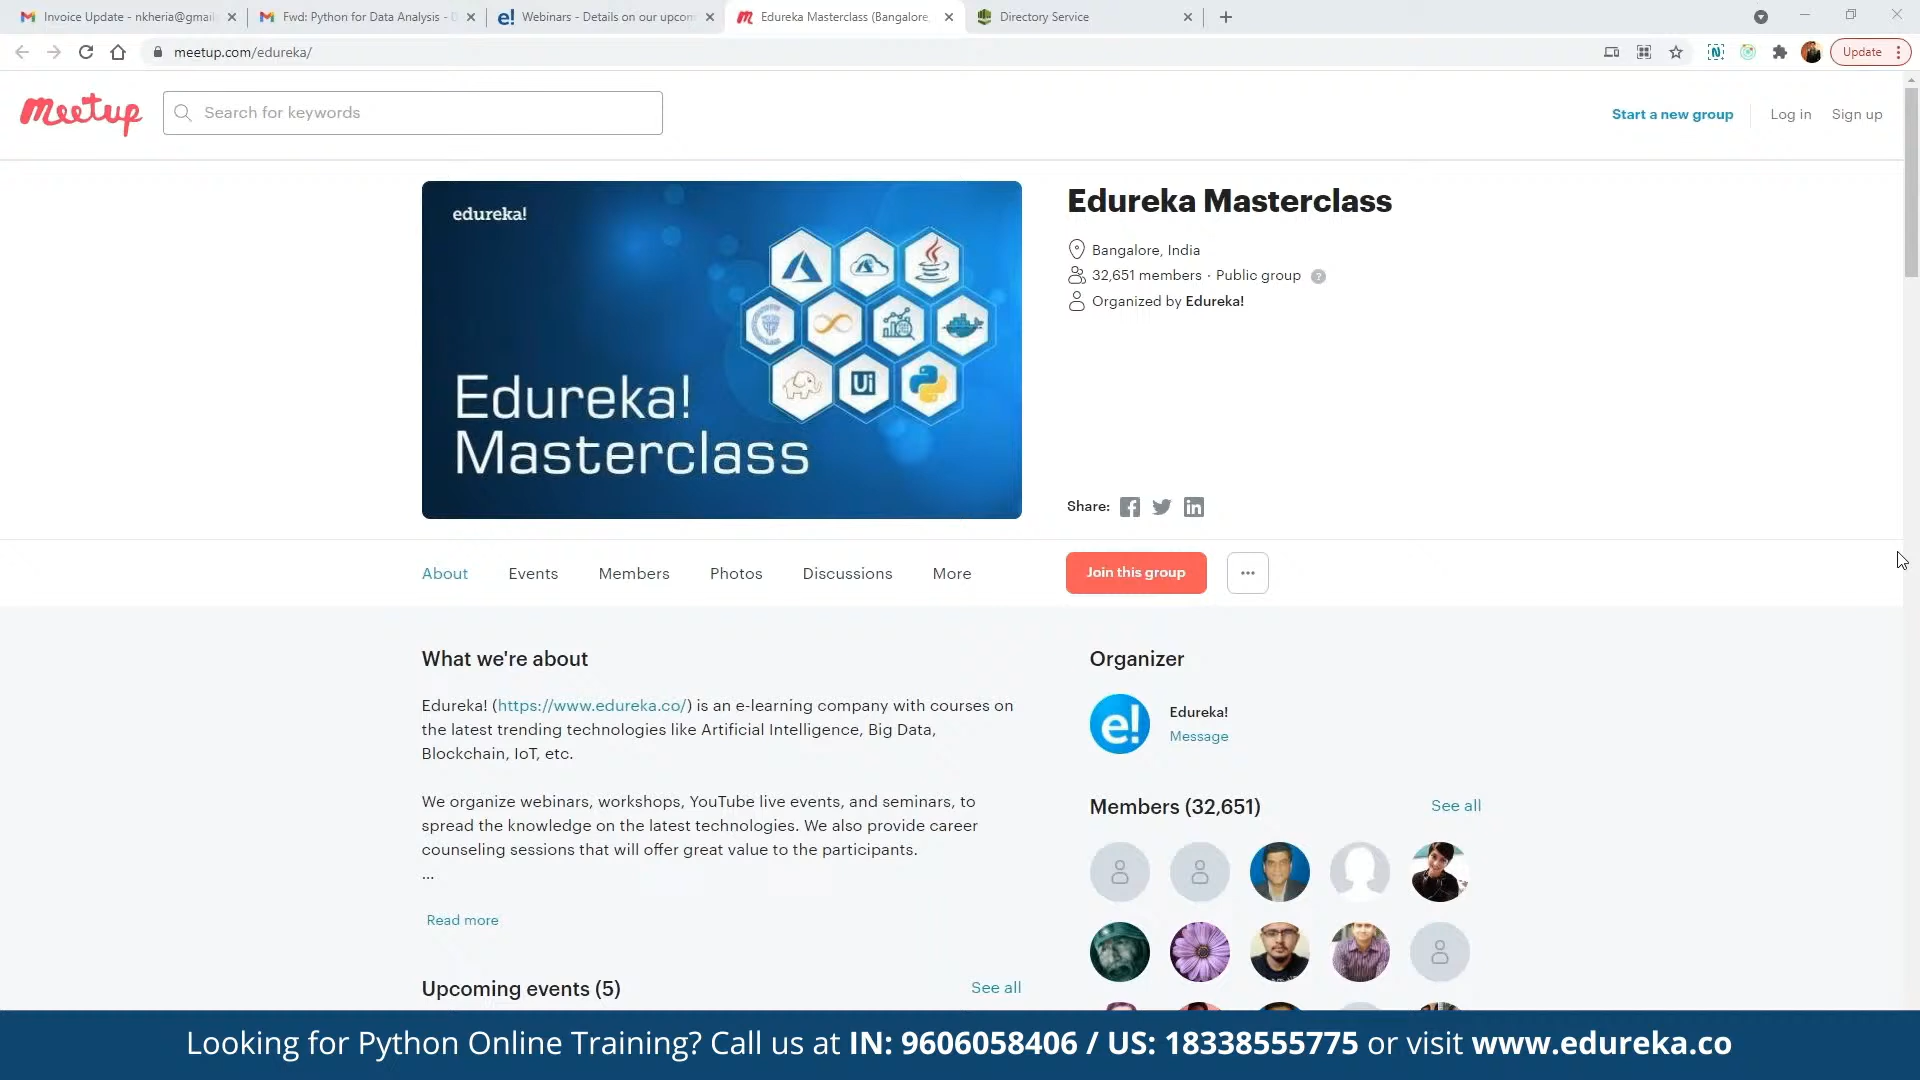 Invoice Update - nkheria@gmail
Fwd: Python for Data Analysis - D
Webinars - Details on our upcom
Edureka Masterclass (Bangalore,
Directory Service
meetup.com/edureka/
Update
meetup
Search for keywords
Start a new group
Log in
Sign up
edureka!
Ui
Edureka!
Masterclass
Edureka Masterclass
Bangalore, India
32,651 members · Public group ?
Organized by Edureka!
Share:
About
Events
Members
Photos
Discussions
More
Join this group
...
What we're about
Edureka! (https://www.edureka.co/) is an e-learning company with courses on
the latest trending technologies like Artificial Intelligence, Big Data,
Blockchain, IoT, etc.
We organize webinars, workshops, YouTube live events, and seminars, to
spread the knowledge on the latest technologies. We also provide career
counseling sessions that will offer great value to the participants.
...
Read more
Upcoming events (5)
See all
Organizer
e!
Edureka!
Message
Members (32,651)
See all
Looking for Python Online Training? Call us at IN: 9606058406 / US: 18338555775 or visit www.edureka.co